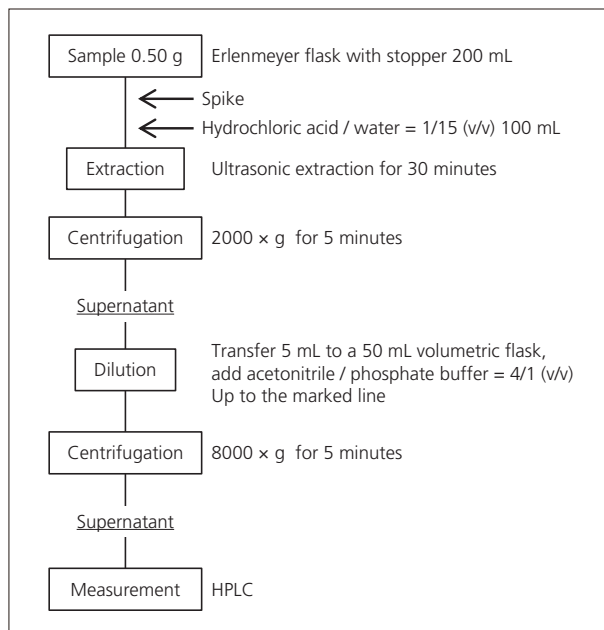 Sample 0.50 g Erlenmeyer flask with stopper 200 mL
Spike
Hydrochloric acid / water = 1/15 (v/v) 100 mL
Extraction Ultrasonic extraction for 30 minutes
Centrifugation 2000 × g for 5 minutes
Supernatant
Dilution
Transfer 5 mL to a 50 mL volumetric flask,
add acetonitrile / phosphate buffer = 4/1 (v/v)
Up to the marked line
Centrifugation 8000 × g for 5 minutes
Supernatant
Measurement HPLC